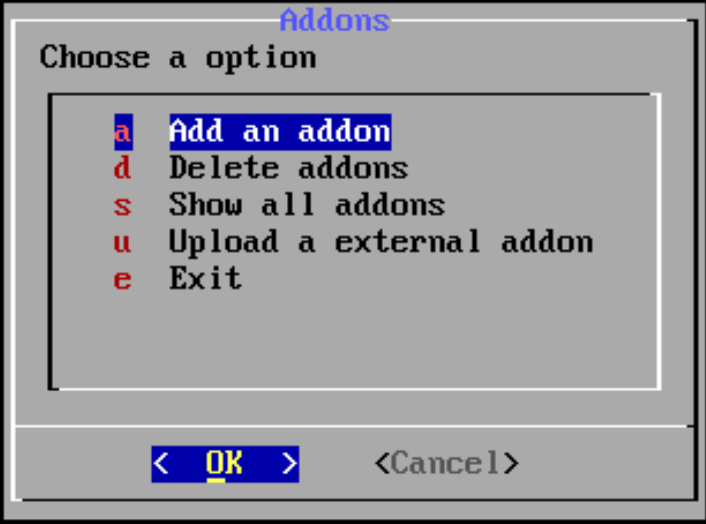 Addons
Choose a option
a Add an addon
d Delete addons
s Show all addons
u Upload a external addon
e Exit
< OK > <Cancel>